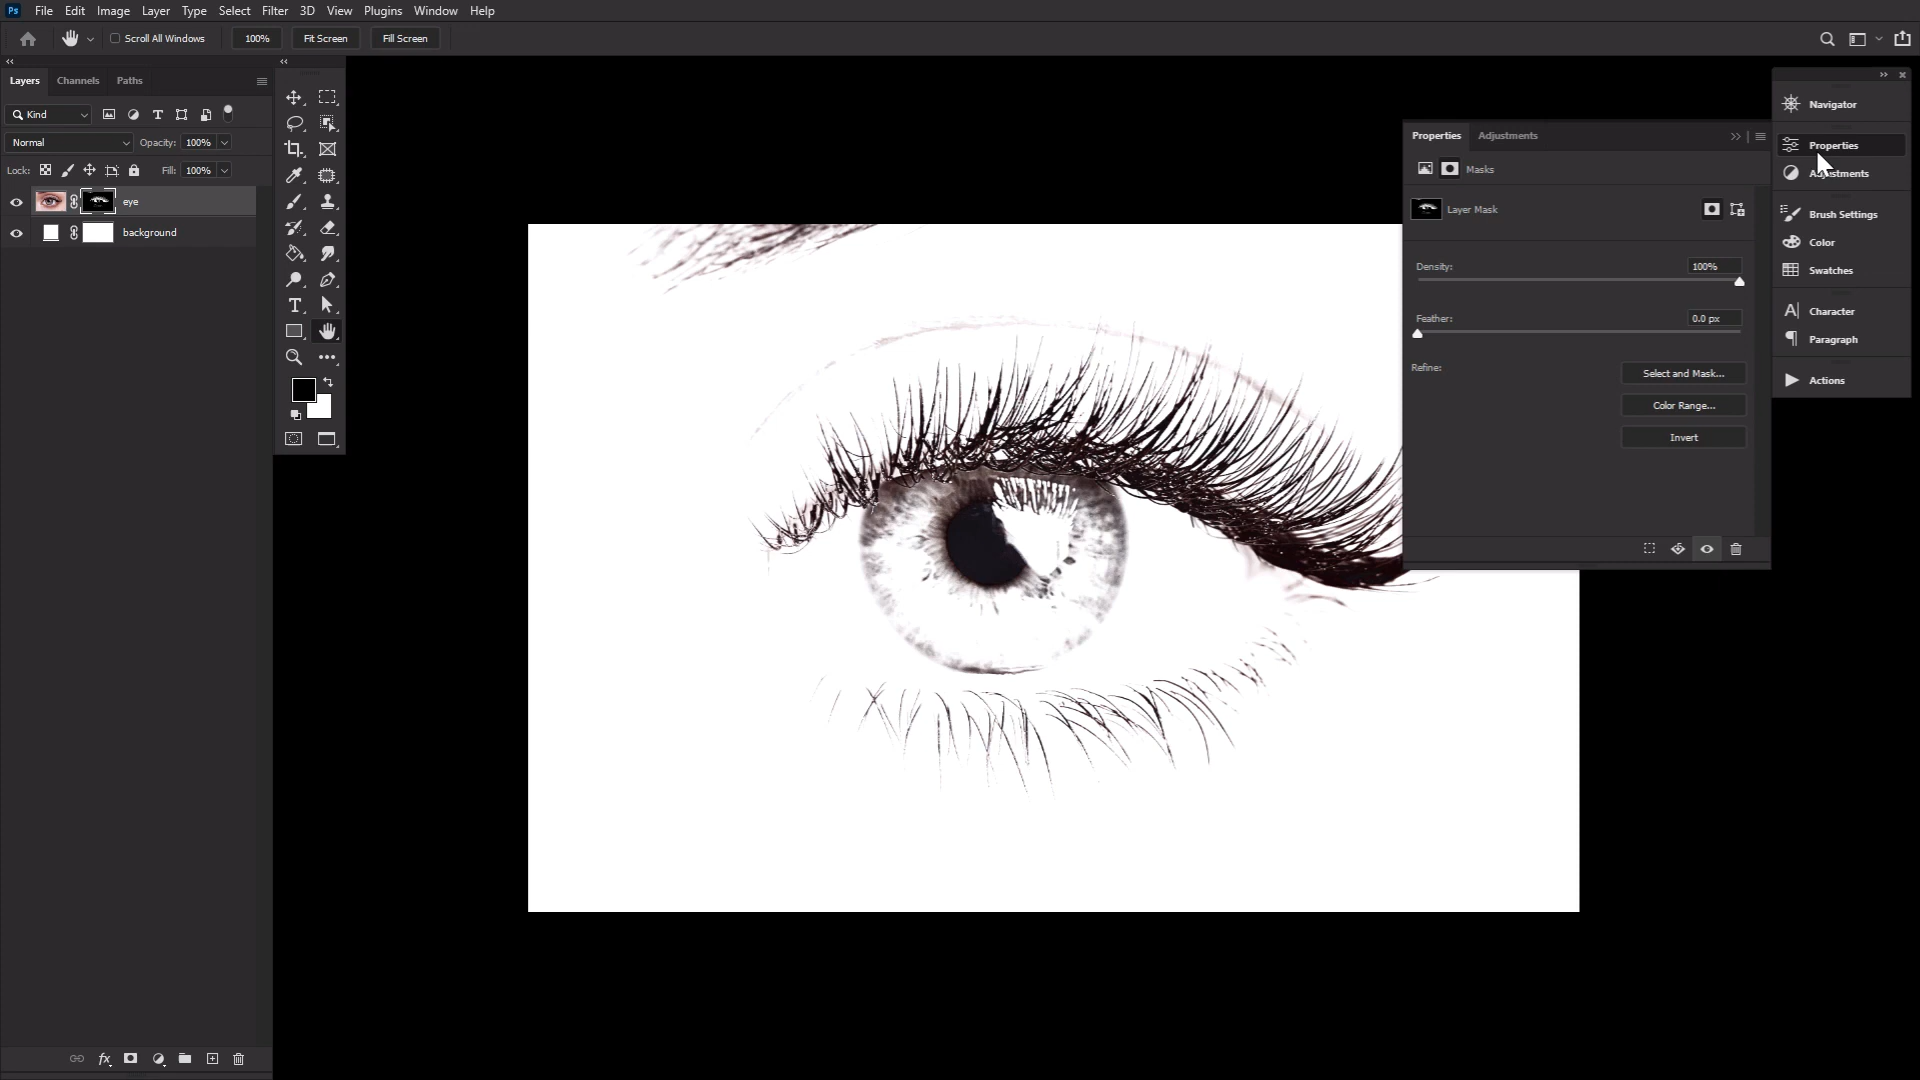 Ps File Edit Image Layer Type Select Filter 3D View Plugins Window Help
Scroll All Windows 100% Fit Screen Fill Screen
Layers Channels Paths
Kind
Normal Opacity: 100%
Lock: Fill: 100%
eye
background
fx
Properties Adjustments
Masks
Layer Mask
Density: 100%
Feather: 0.0 px
Refine: Select and Mask...
Color Range...
Invert
Navigator
Properties
Adjustments
Brush Settings
Color
Swatches
Character
Paragraph
Actions